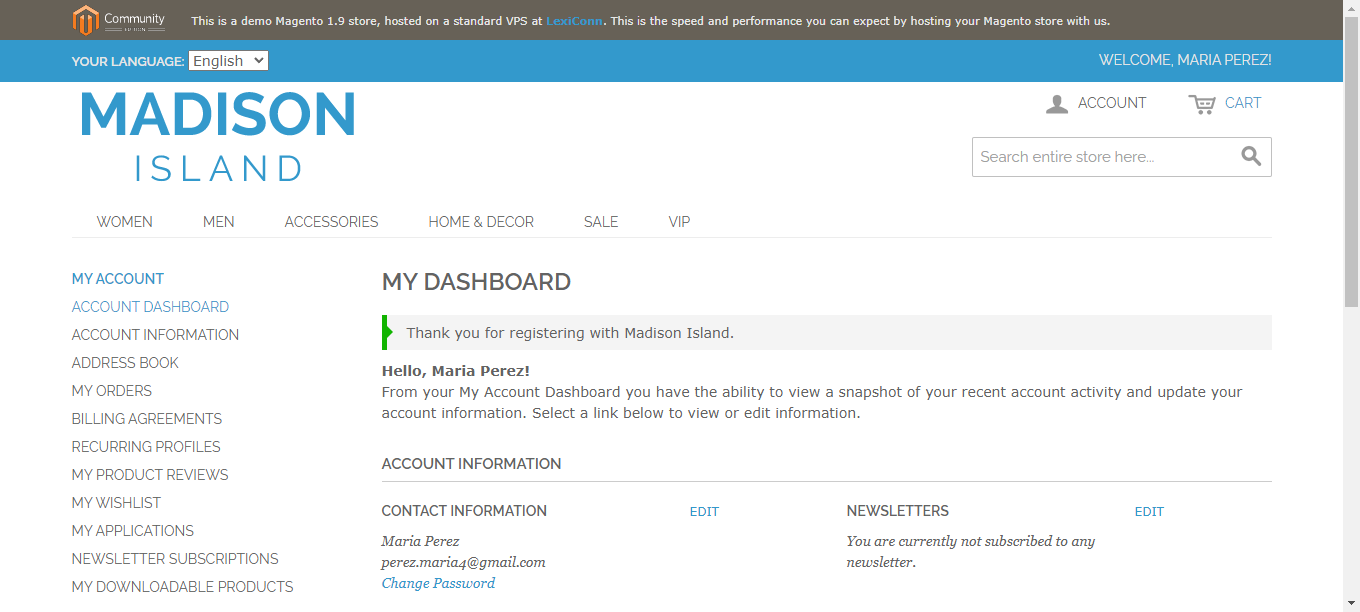 Community
EDITION
This is a demo Magento 1.9 store, hosted on a standard VPS at LexiConn. This is the speed and performance you can expect by hosting your Magento store with us.
YOUR LANGUAGE: English
WELCOME, MARIA PEREZ!
MADISON
ISLAND
ACCOUNT
CART
Search entire store here...
WOMEN
MEN
ACCESSORIES
HOME & DECOR
SALE
VIP
MY ACCOUNT
ACCOUNT DASHBOARD
ACCOUNT INFORMATION
ADDRESS BOOK
MY ORDERS
BILLING AGREEMENTS
RECURRING PROFILES
MY PRODUCT REVIEWS
MY WISHLIST
MY APPLICATIONS
NEWSLETTER SUBSCRIPTIONS
MY DOWNLOADABLE PRODUCTS
MY DASHBOARD
Thank you for registering with Madison Island.
Hello, Maria Perez!
From your My Account Dashboard you have the ability to view a snapshot of your recent account activity and update your
account information. Select a link below to view or edit information.
ACCOUNT INFORMATION
CONTACT INFORMATION
EDIT
Maria Perez
perez.maria4@gmail.com
Change Password
NEWSLETTERS
EDIT
You are currently not subscribed to any
newsletter.